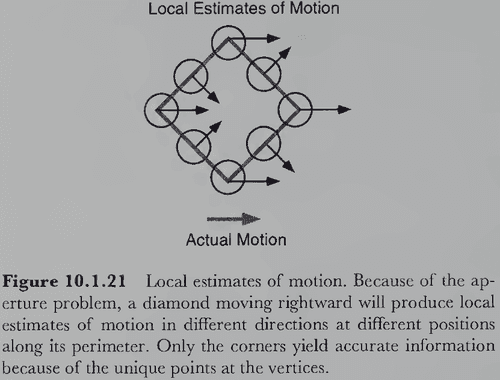 Local Estimates of Motion
Actual Motion
Figure 10.1.21 Local estimates of motion. Because of the ap-
erture problem, a diamond moving rightward will produce local
estimates of motion in different directions at different positions
along its perimeter. Only the corners yield accurate information
because of the unique points at the vertices.